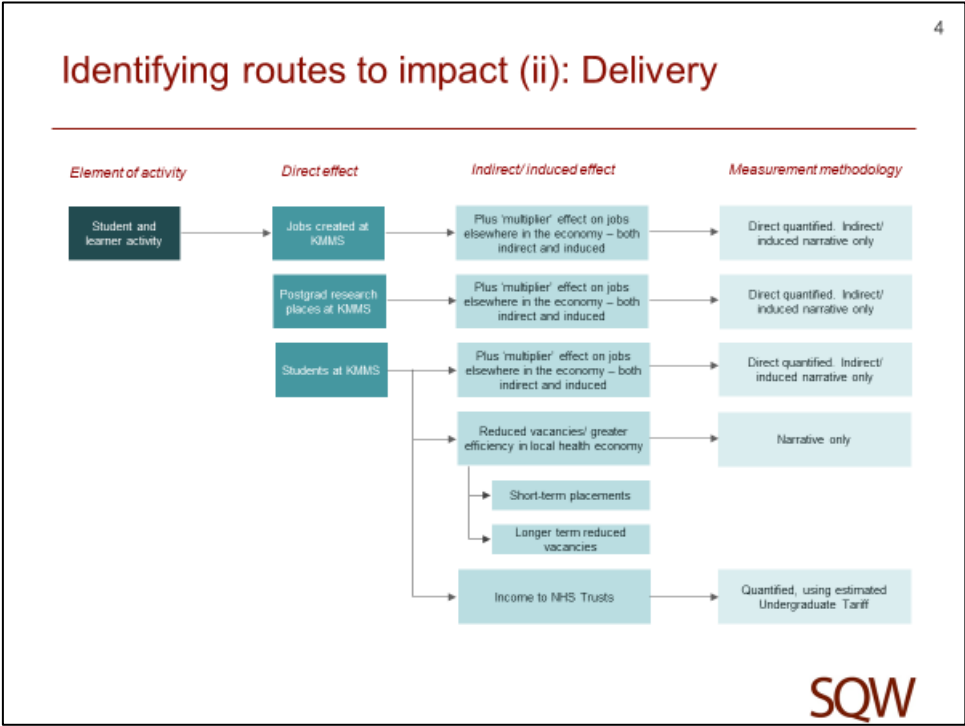 4
Identifying routes to impact (ii): Delivery
Element of activity
Direct effect
Indirect/ induced effect
Measurement methodology
Student and
learner activity
Jobs created at
KMMS
Plus 'multiplier' effect on jobs
elsewhere in the economy – both
indirect and induced
Direct quantified. Indirect/
induced narrative only
Postgrad research
places at KMMS
Plus 'multiplier' effect on jobs
elsewhere in the economy – both
indirect and induced
Direct quantified. Indirect/
induced narrative only
Students at KMMS
Plus 'multiplier' effect on jobs
elsewhere in the economy – both
indirect and induced
Direct quantified. Indirect/
induced narrative only
Reduced vacancies/ greater
efficiency in local health economy
Narrative only
Short-term placements
Longer term reduced
vacancies
Income to NHS Trusts
Quantified, using estimated
Undergraduate Tariff
SQW